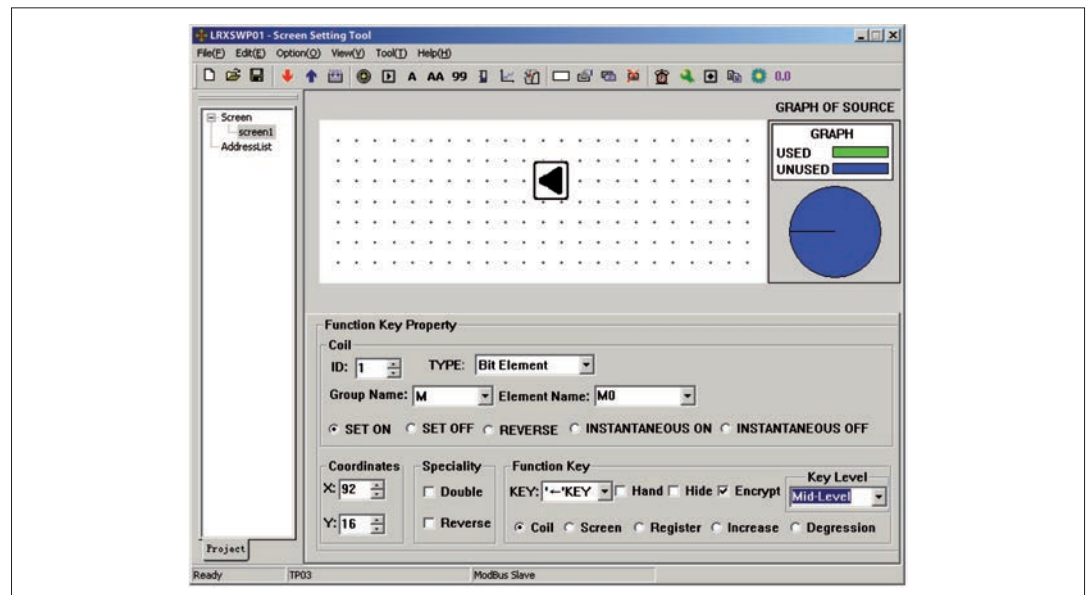 LRXSWP01 - Screen Setting Tool
File(F) Edit(E) Option(O) View(V) Tool(T) Help(H)
A AA 99 0.0
Screen
screen1
AddressList
GRAPH OF SOURCE
GRAPH
USED
UNUSED
Function Key Property
Coil
ID: 1 TYPE: Bit Element
Group Name: M Element Name: M0
SET ON SET OFF REVERSE INSTANTANEOUS ON INSTANTANEOUS OFF
Coordinates Speciality Function Key Key Level
X: 92 Double KEY: '←'KEY Hand Hide Encrypt Mid-Level
Y: 16 Reverse Coil Screen Register Increase Degression
Project
Ready TP03 ModBus Slave